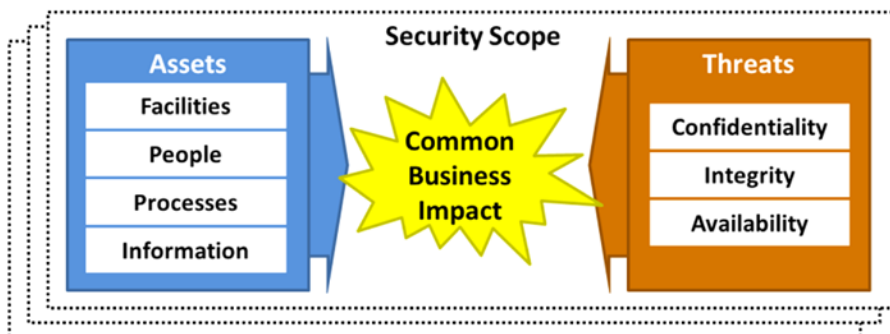 Security Scope
Assets
Facilities
People
Processes
Information
Common
Business
Impact
Threats
Confidentiality
Integrity
Availability